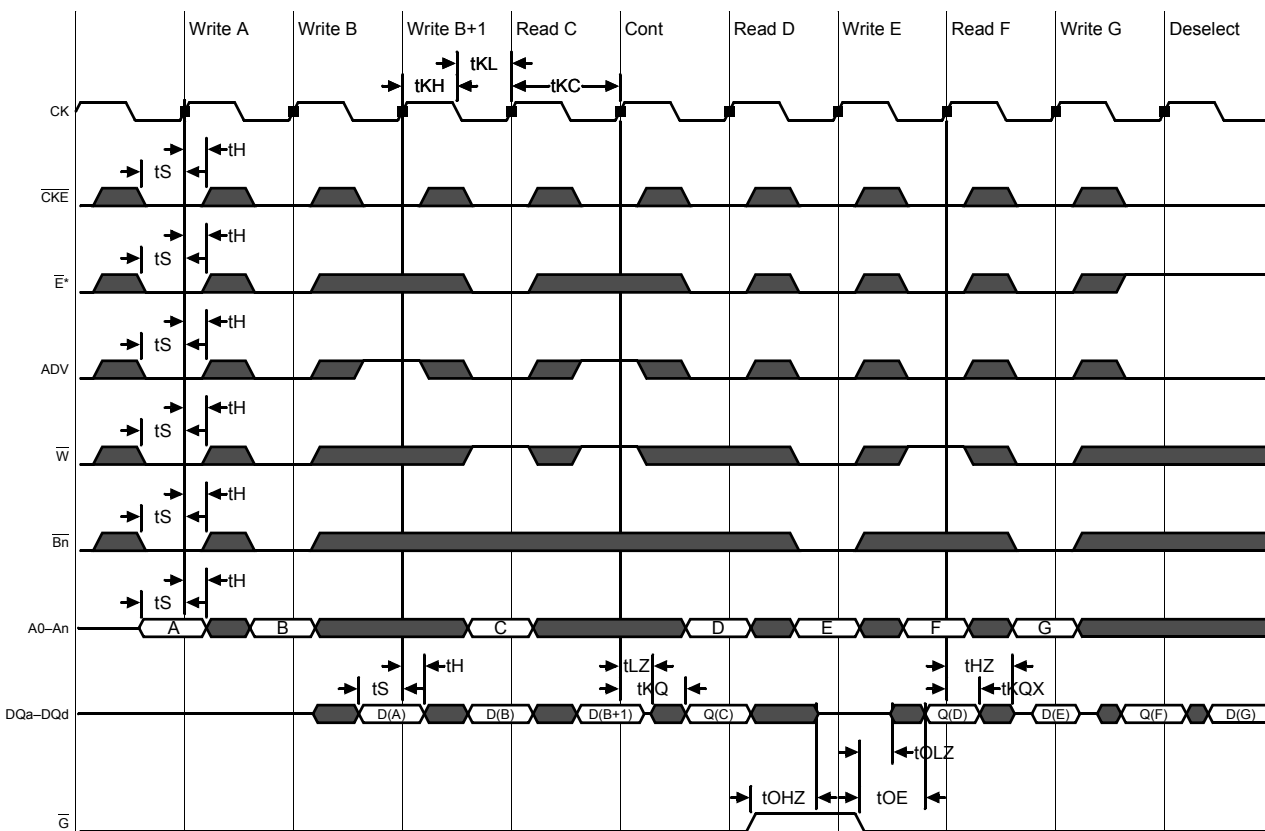 Write A Write B Write B+1 Read C Cont Read D Write E Read F Write G Deselect
tKL
tKH tKC
CK
tH
tS
CKE
tH
tS
E*
tH
tS
ADV
tH
tS
W
tH
tS
Bn
tH
tS
A0–An A B C D E F G
tH tLZ tHZ
tS tKQ tKQX
DQa–DQd D(A) D(B) D(B+1) Q(C) Q(D) D(E) Q(F) D(G)
tOLZ
tOHZ tOE
G